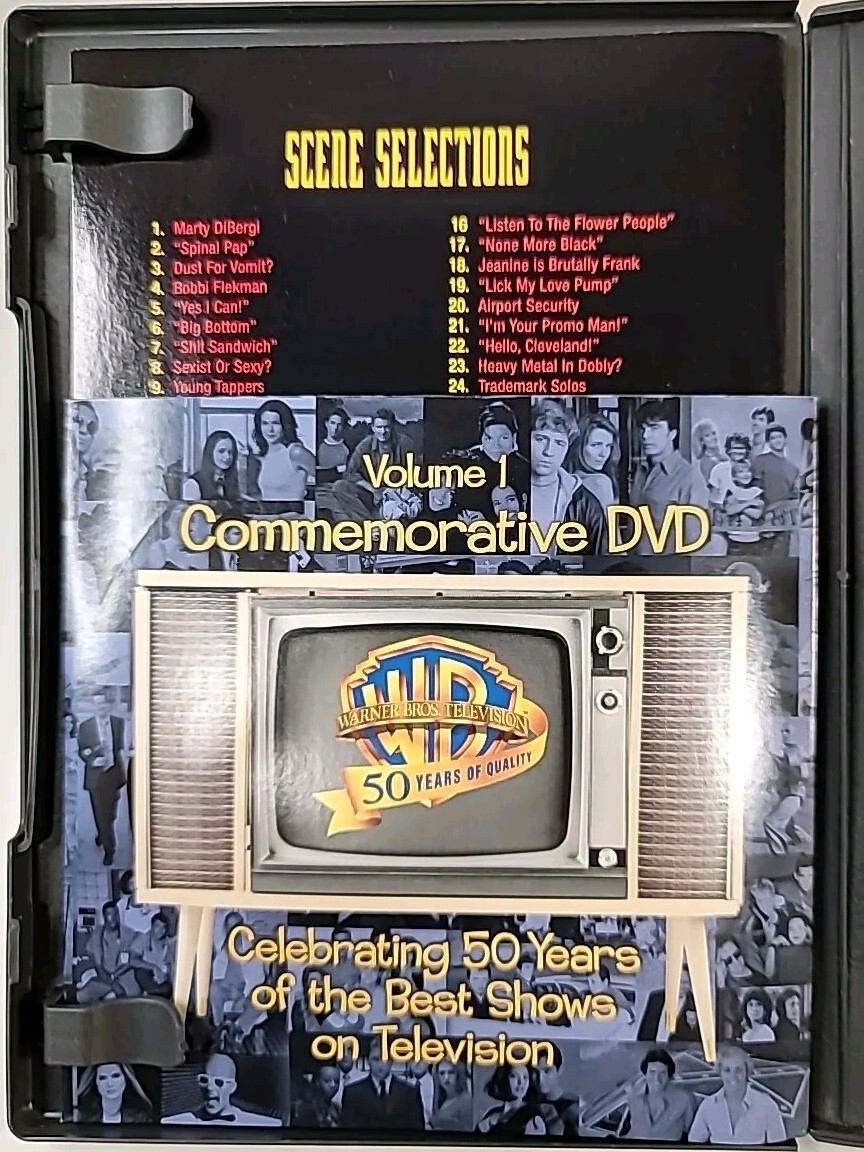 SCENE SELECTIONS
1. Marty DiBergi
2. "Spinal Pap"
3. Dust For Vomit?
4. Bobbi Flekman
5. "Yes I Can!"
6. "Big Bottom"
7. "Shit Sandwich"
8. Sexist Or Sexy?
9. Young Tappers
16 "Listen To The Flower People"
17. "None More Black"
18. Jeanine is Brutally Frank
19. "Lick My Love Pump"
20. Airport Security
21. "I'm Your Promo Man!"
22. "Hello, Cleveland!"
23. Heavy Metal In Dobly?
24. Trademark Solos
Volume 1
Commemorative DVD
WB
WARNER BROS. TELEVISION
50 YEARS OF QUALITY
Celebrating 50 Years
of the Best Shows
on Television